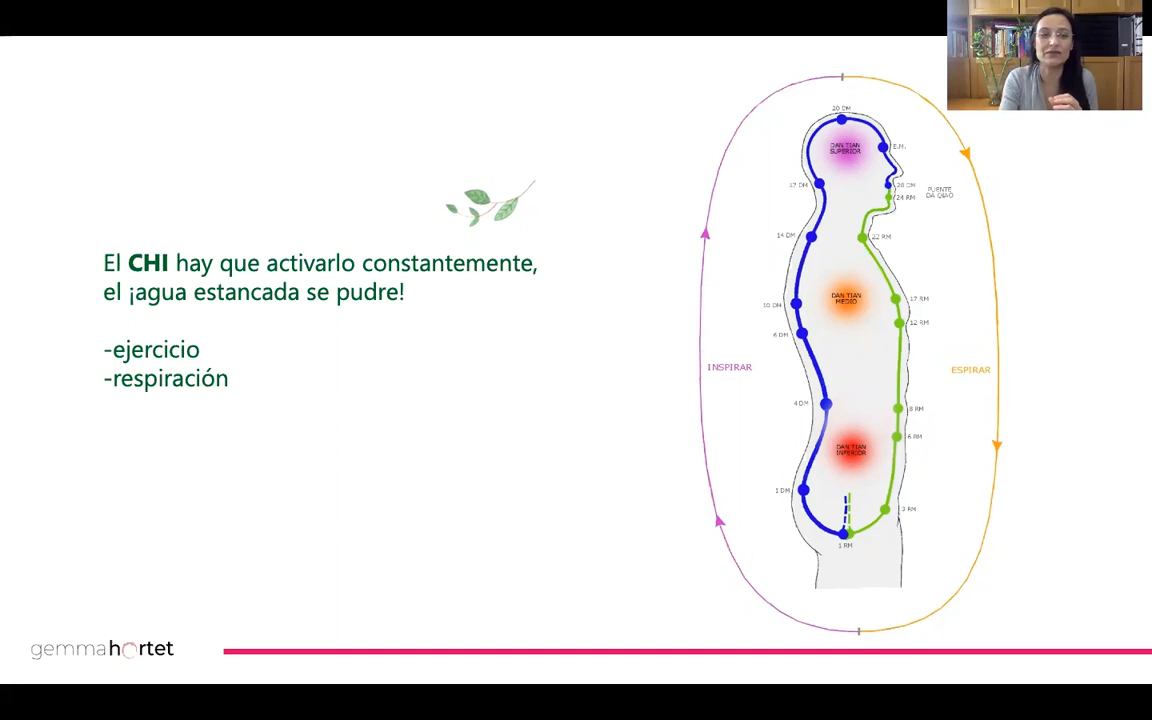 El CHI hay que activarlo constantemente,
el ¡agua estancada se pudre!
-ejercicio
-respiración
20 DM
DAN TIAN
SUPERIOR
E.M.
17 DM
28 DM
24 RM
PUENTE
DA QIAO
14 DM
22 RM
10 DM
DAN TIAN
MEDIO
17 RM
6 DM
12 RM
INSPIRAR
ESPIRAR
4 DM
8 RM
6 RM
DAN TIAN
INFERIOR
1 DM
3 RM
1 RM
gemmahortet